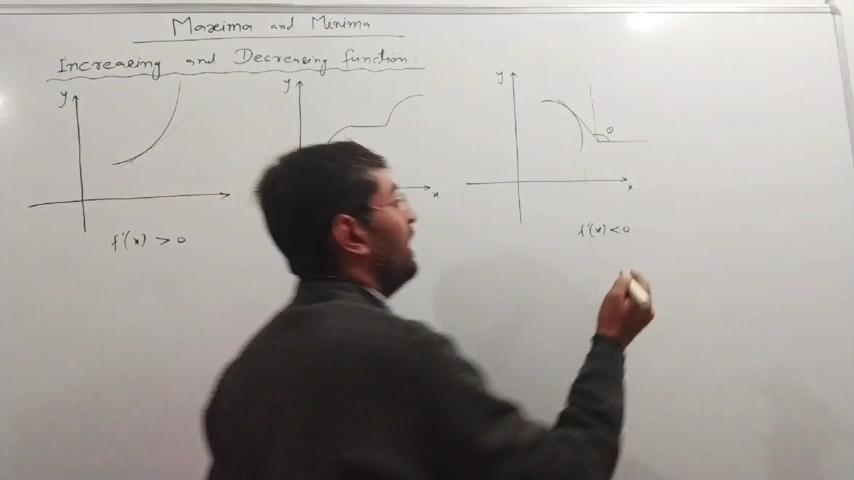 Maxima and Minima
Increasing and Decreasing function:
y
y
y
θ
x
x
f'(x) > 0
f'(x) < 0